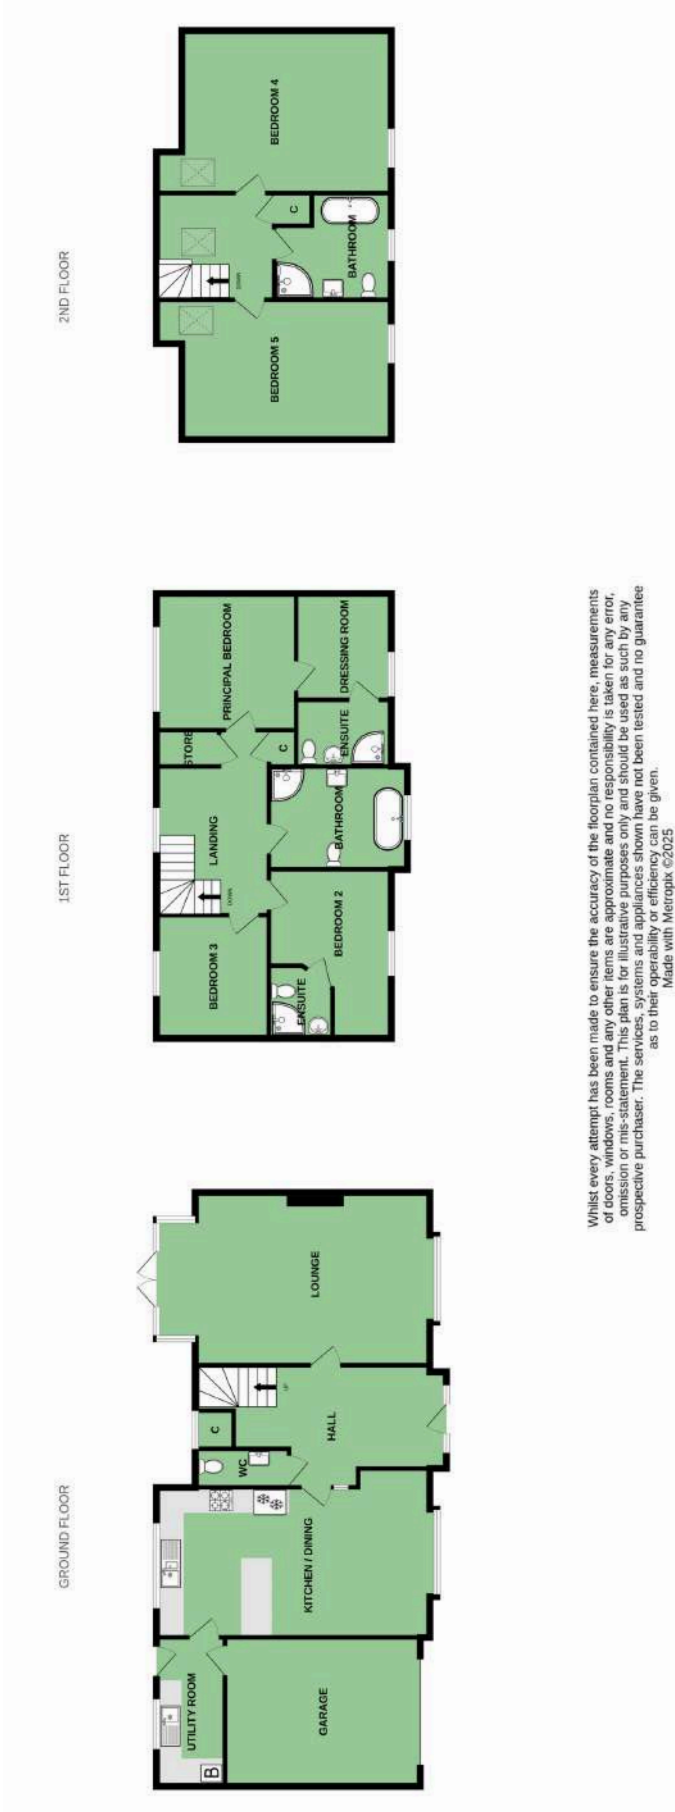 GROUND FLOOR
UTILITY ROOM
B
GARAGE
KITCHEN / DINING
WC
C
HALL
UP
LOUNGE
1ST FLOOR
BEDROOM 3
ENSUITE
BEDROOM 2
DOWN
LANDING
BATHROOM
STORE
C
ENSUITE
PRINCIPAL BEDROOM
DRESSING ROOM
2ND FLOOR
BEDROOM 5
DOWN
BATHROOM
C
BEDROOM 4
Whilst every attempt has been made to ensure the accuracy of the floorplan contained here, measurements
of doors, windows, rooms and any other items are approximate and no responsibility is taken for any error,
omission or mis-statement. This plan is for illustrative purposes only and should be used as such by any
prospective purchaser. The services, systems and appliances shown have not been tested and no guarantee
as to their operability or efficiency can be given.
Made with Metropix ©2025